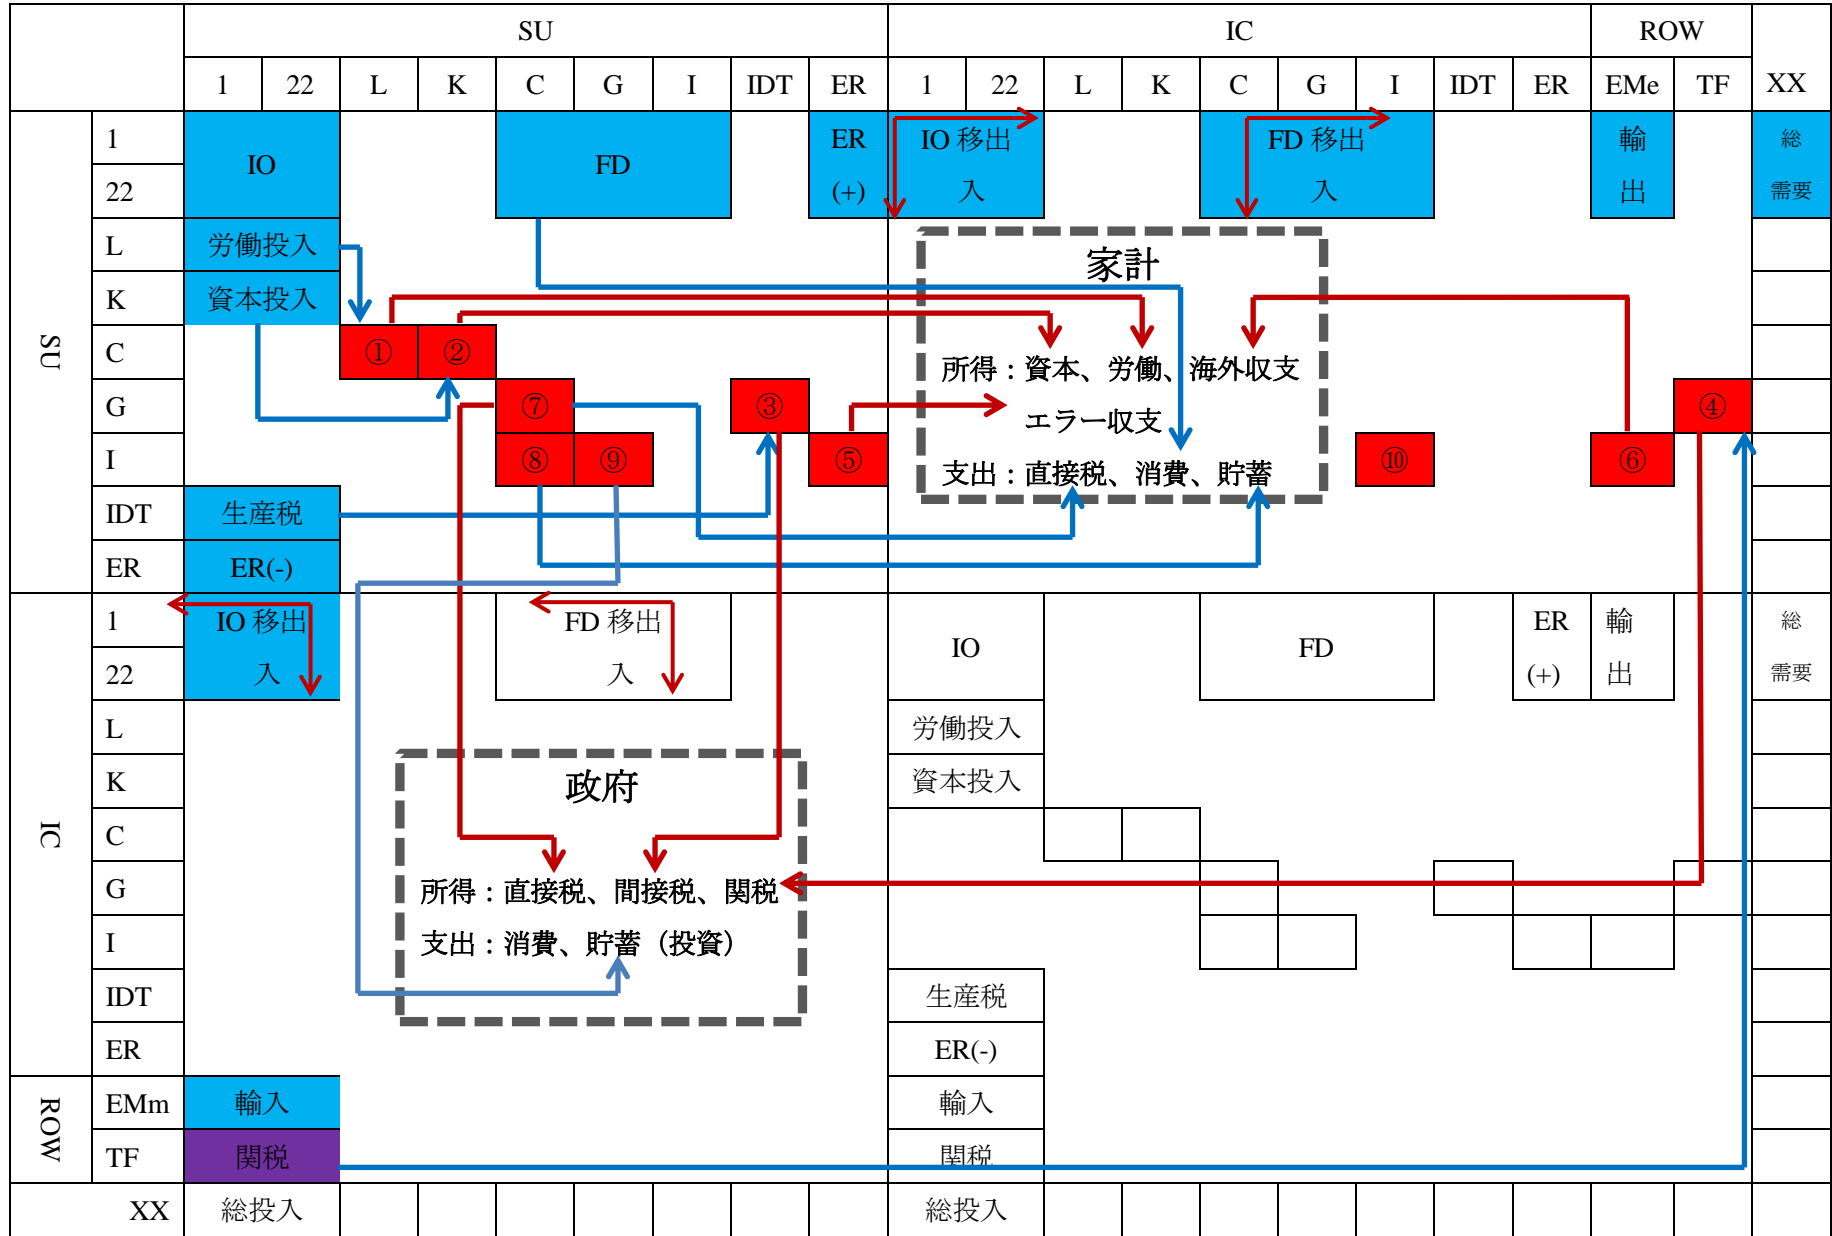 SU IC ROW
1 22 L K C G I IDT ER 1 22 L K C G I IDT ER EMe TF XX
SU
1 IO FD ER IO 移出 FD 移出 輸 総
22 (+) 入 入 出 需要
L 労働投入
家計
K 資本投入
C ① ② 所得：資本、労働、海外収支
G ⑦ ③ エラー収支 ④
I ⑧ ⑨ ⑤ 支出：直接税、消費、貯蓄 ⑩ ⑥
IDT 生産税
ER ER(-)
IC
1 IO 移出 FD 移出 IO FD ER 輸 総
22 入 入 (+) 出 需要
L 労働投入
K 政府 資本投入
C
G 所得：直接税、間接税、関税
I 支出：消費、貯蓄（投資）
IDT 生産税
ER ER(-)
ROW
EMm 輸入 輸入
TF 関税 関税
XX 総投入 総投入